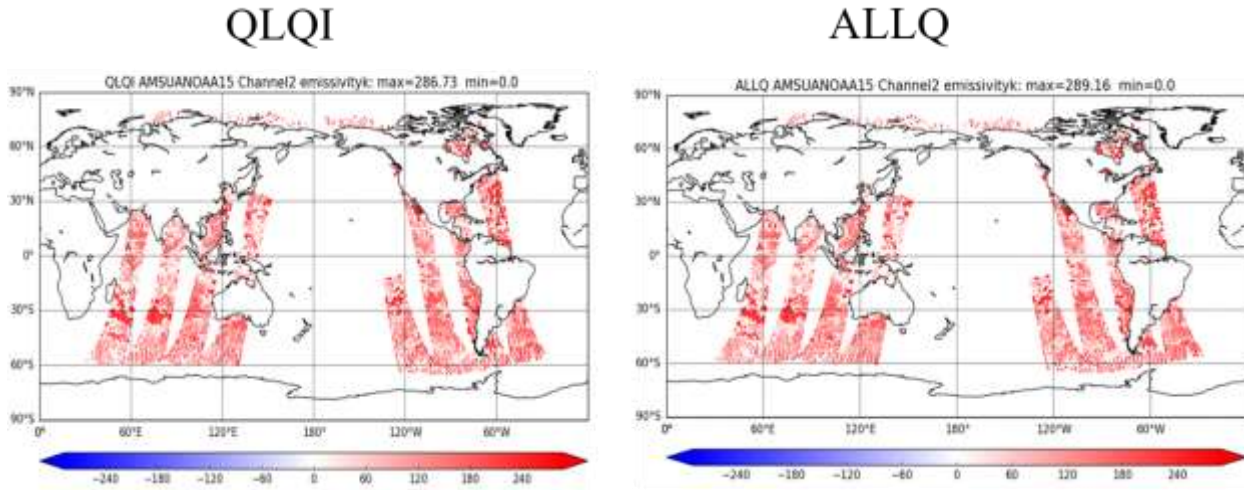 QLQI
ALLQ
QLQI AMSUANOAA15 Channel2 emissivityk: max=286.73 min=0.0
ALLQ AMSUANOAA15 Channel2 emissivityk: max=289.16 min=0.0
90°N
60°N
30°N
0°
30°S
60°S
90°S
0° 60°E 120°E 180° 120°W 60°W
−240 −180 −120 −60 0 60 120 180 240
90°N
60°N
30°N
0°
30°S
60°S
90°S
0° 60°E 120°E 180° 120°W 60°W
−240 −180 −120 −60 0 60 120 180 240